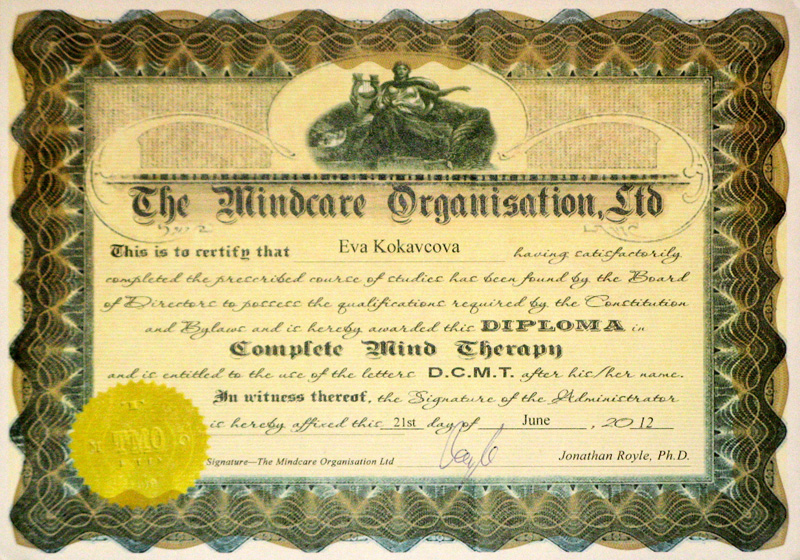 The Mindcare Organisation, Ltd
This is to certify that Eva Kokavcova having satisfactorily
completed the prescribed course of studies has been found by the Board
of Directors to possess the qualifications required by the Constitution
and Bylaws and is hereby awarded this DIPLOMA in
Complete Mind Therapy
and is entitled to the use of the letters D.C.M.T. after his/her name.
In witness thereof, the Signature of the Administrator
is hereby affixed this 21st day of June, 2012
Royle
Signature—The Mindcare Organisation Ltd Jonathan Royle, Ph.D.
TMO